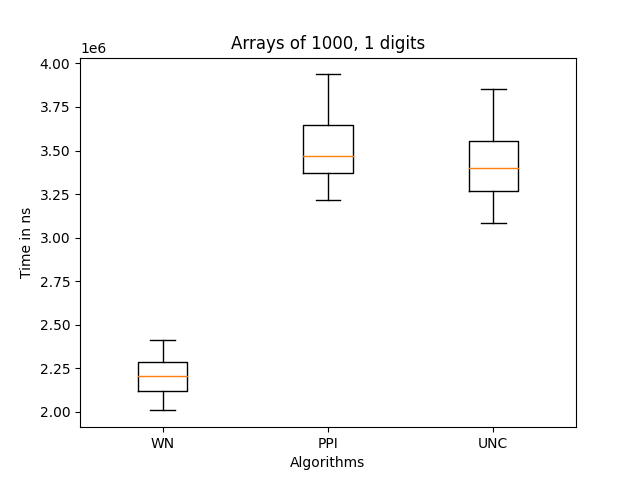 Arrays of 1000, 1 digits
1e6
4.00
3.75
3.50
3.25
3.00
2.75
2.50
2.25
2.00
Time in ns
WN PPI UNC
Algorithms